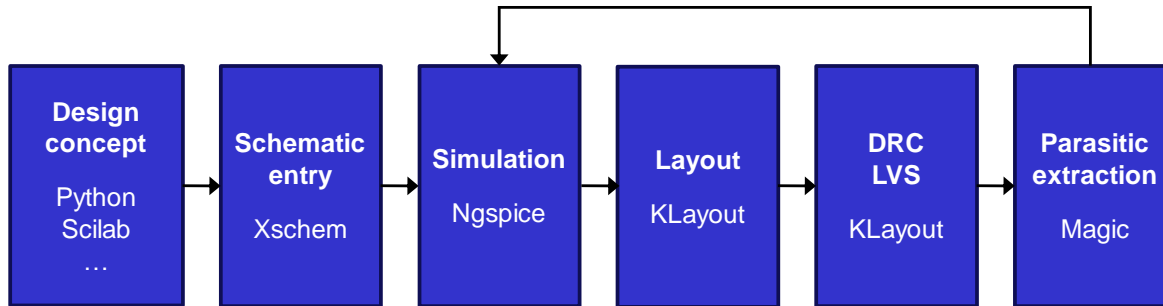 Design
concept
Python
Scilab
…
Schematic
entry
Xschem
Simulation
Ngspice
Layout
KLayout
DRC
LVS
KLayout
Parasitic
extraction
Magic